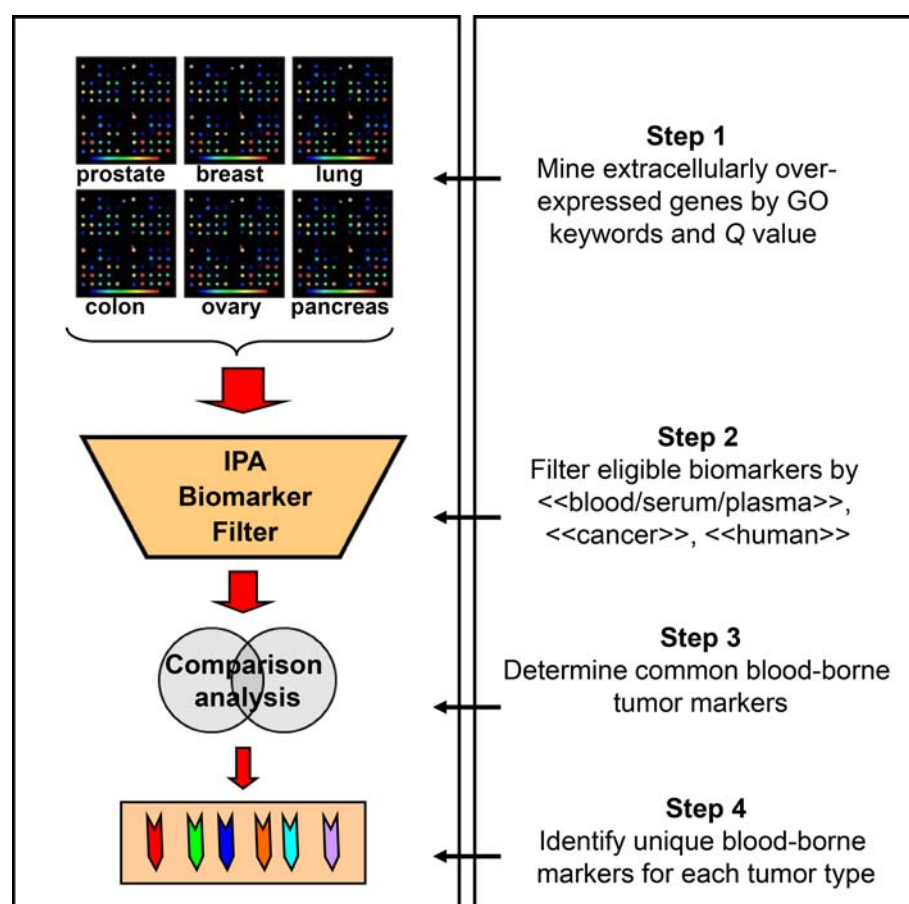 prostate breast lung
colon ovary pancreas
IPA
Biomarker
Filter
Comparison
analysis
Step 1
Mine extracellularly over-
expressed genes by GO
keywords and Q value
Step 2
Filter eligible biomarkers by
<<blood/serum/plasma>>,
<<cancer>>, <<human>>
Step 3
Determine common blood-borne
tumor markers
Step 4
Identify unique blood-borne
markers for each tumor type